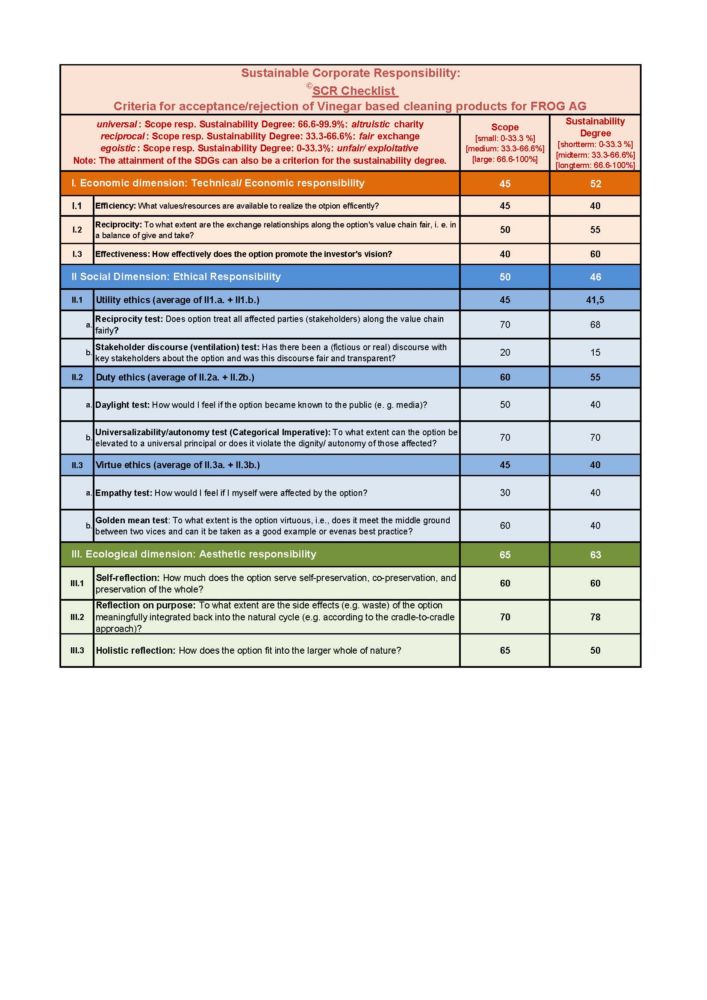 Sustainable Corporate Responsibility:
©SCR Checklist
Criteria for acceptance/rejection of Vinegar based cleaning products for FROG AG
universal: Scope resp. Sustainability Degree: 66.6-99.9%: altruistic charity
reciprocal: Scope resp. Sustainability Degree: 33.3-66.6%: fair exchange
egoistic: Scope resp. Sustainability Degree: 0-33.3%: unfair/ exploitative
Note: The attainment of the SDGs can also be a criterion for the sustainability degree.
Scope
[small: 0-33.3 %]
[medium: 33.3-66.6%]
[large: 66.6-100%]
Sustainability
Degree
[shortterm: 0-33.3 %]
[midterm: 33.3-66.6%]
[longterm: 66.6-100%]
I. Economic dimension: Technical/ Economic responsibility 45 52
I.1 Efficiency: What values/resources are available to realize the otpion efficently? 45 40
I.2 Reciprocity: To what extent are the exchange relationships along the option's value chain fair, i. e. in
a balance of give and take? 50 55
I.3 Effectiveness: How effectively does the option promote the investor's vision? 40 60
II Social Dimension: Ethical Responsibility 50 46
II.1 Utility ethics (average of II1.a. + II1.b.) 45 41,5
a. Reciprocity test: Does option treat all affected parties (stakeholders) along the value chain
fairly? 70 68
b. Stakeholder discourse (ventilation) test: Has there been a (fictious or real) discourse with
key stakeholders about the option and was this discourse fair and transparent? 20 15
II.2 Duty ethics (average of II.2a. + II.2b.) 60 55
a. Daylight test: How would I feel if the option became known to the public (e. g. media)? 50 40
b. Universalizability/autonomy test (Categorical Imperative): To what extent can the option be
elevated to a universal principal or does it violate the dignity/ autonomy of those affected? 70 70
II.3 Virtue ethics (average of II.3a. + II.3b.) 45 40
a. Empathy test: How would I feel if I myself were affected by the option? 30 40
b. Golden mean test: To what extent is the option virtuous, i.e., does it meet the middle ground
between two vices and can it be taken as a good example or evenas best practice? 60 40
III. Ecological dimension: Aesthetic responsibility 65 63
III.1 Self-reflection: How much does the option serve self-preservation, co-preservation, and
preservation of the whole? 60 60
III.2 Reflection on purpose: To what extent are the side effects (e.g. waste) of the option
meaningfully integrated back into the natural cycle (e.g. according to the cradle-to-cradle
approach)? 70 78
III.3 Holistic reflection: How does the option fit into the larger whole of nature? 65 50